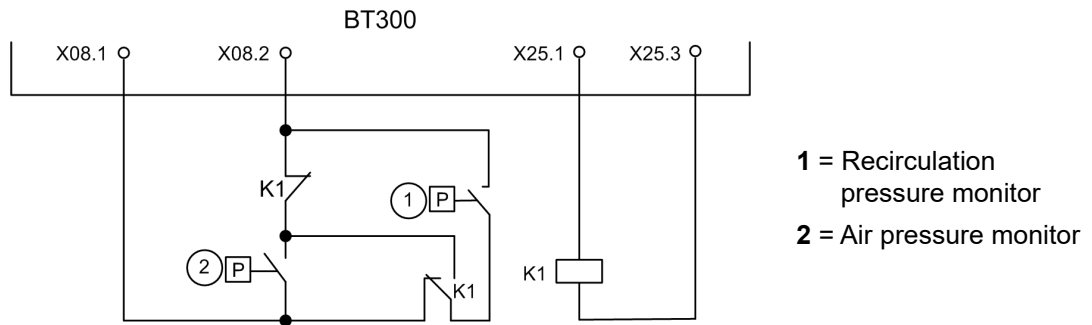 BT300
X08.1 X08.2 X25.1 X25.3
K1
1 P
2 P
K1
K1
1 = Recirculation
pressure monitor
2 = Air pressure monitor